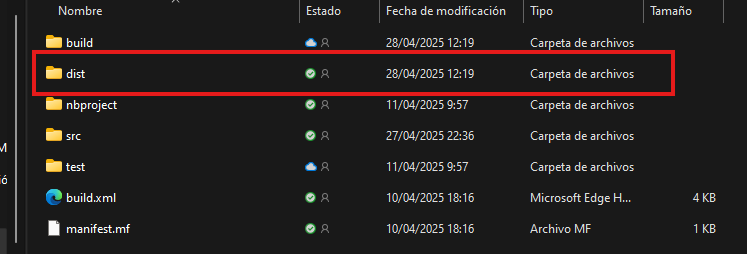 Nombre Estado Fecha de modificación Tipo Tamaño
build 28/04/2025 12:19 Carpeta de archivos
dist 28/04/2025 12:19 Carpeta de archivos
nbproject 11/04/2025 9:57 Carpeta de archivos
src 27/04/2025 22:36 Carpeta de archivos
M
test 11/04/2025 9:57 Carpeta de archivos
ió
build.xml 10/04/2025 18:16 Microsoft Edge H... 4 KB
manifest.mf 10/04/2025 18:16 Archivo MF 1 KB